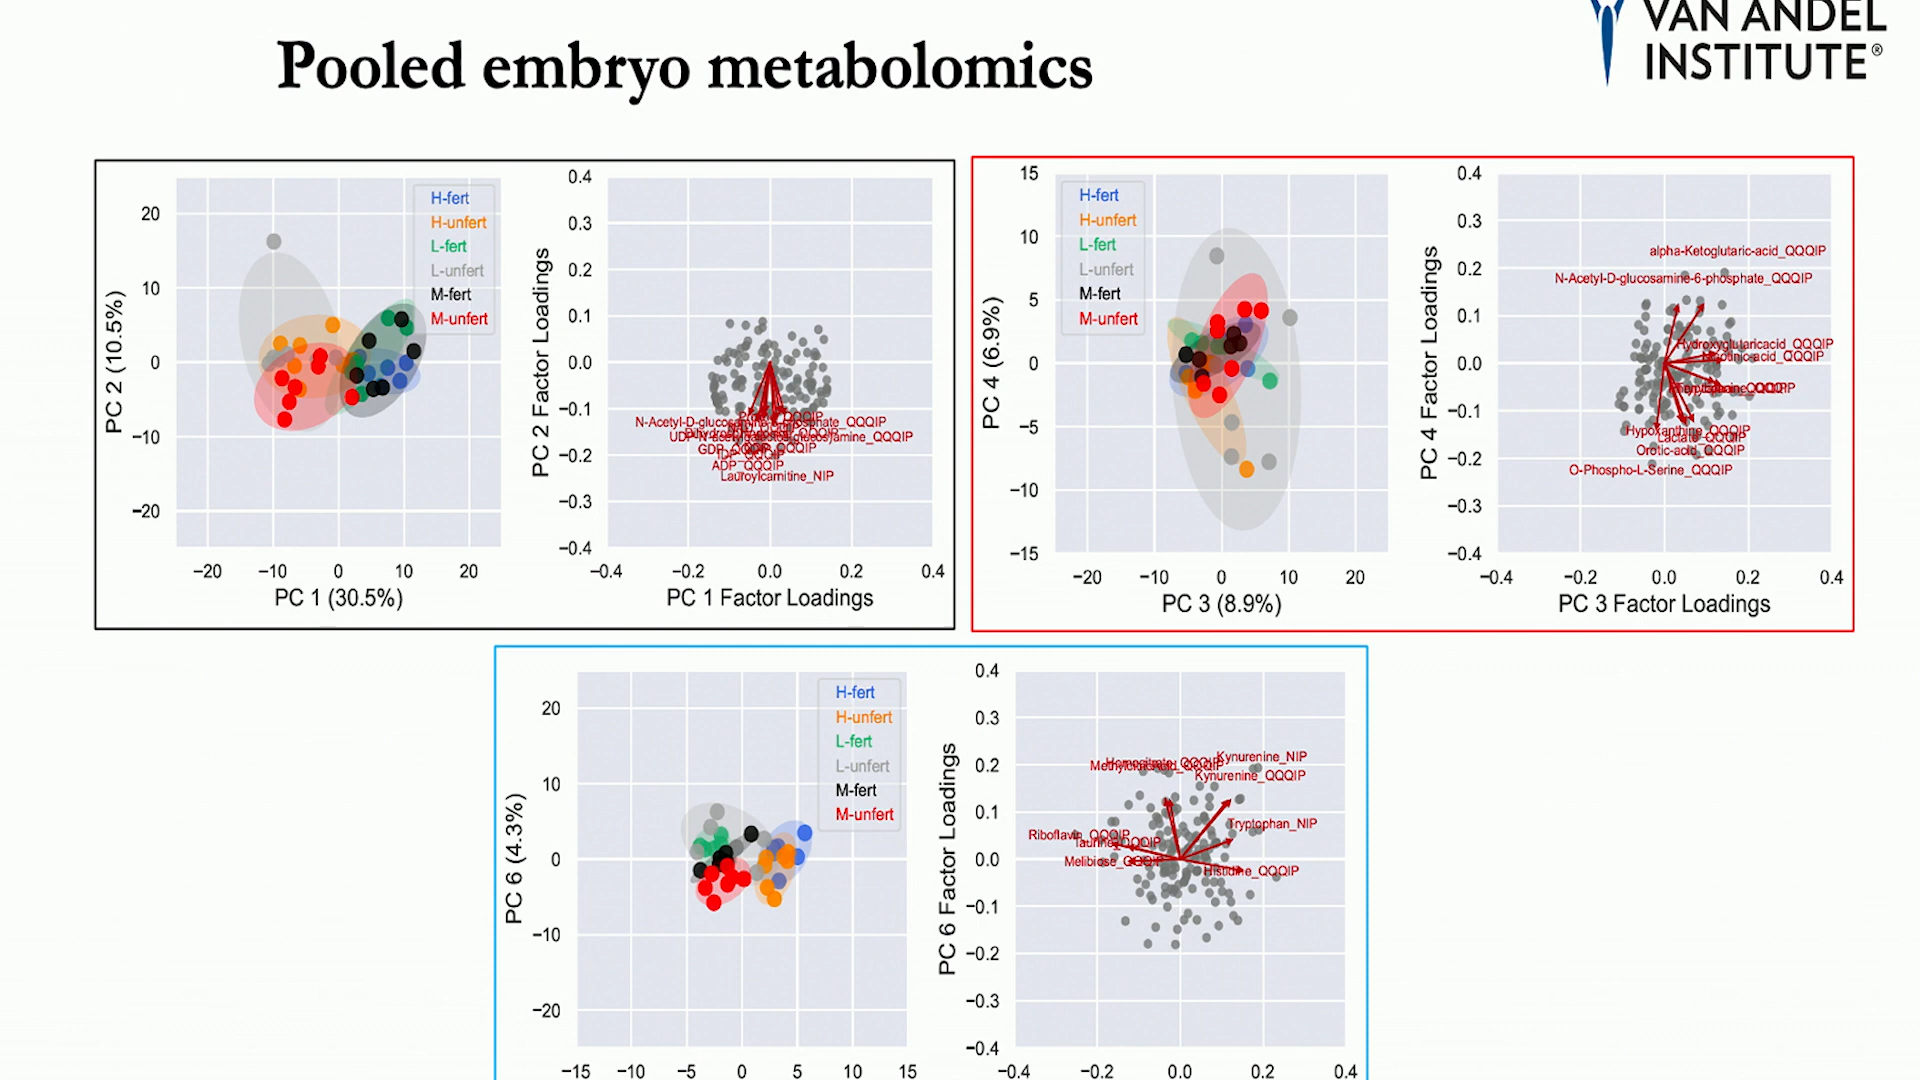 Pooled embryo metabolomics
VAN ANDEL
INSTITUTE®
H-fert
H-unfert
L-fert
L-unfert
M-fert
M-unfert
20
10
0
−10
−20
PC 2 (10.5%)
−20 −10 0 10 20
PC 1 (30.5%)
0.4
0.3
0.2
0.1
0.0
−0.1
−0.2
−0.3
−0.4
PC 2 Factor Loadings
N-Acetyl-D-glucosamine-6-phosphate_QQQIP
ADP_QQQIP
Lauroylcarnitine_NIP
−0.4 −0.2 0.0 0.2 0.4
PC 1 Factor Loadings
H-fert
H-unfert
L-fert
L-unfert
M-fert
M-unfert
15
10
5
0
−5
−10
−15
PC 4 (6.9%)
−20 −10 0 10 20
PC 3 (8.9%)
0.4
0.3
0.2
0.1
0.0
−0.1
−0.2
−0.3
−0.4
PC 4 Factor Loadings
alpha-Ketoglutaric-acid_QQQIP
N-Acetyl-D-glucosamine-6-phosphate_QQQIP
Hydroxyglutaricacid_QQQIP
Hypoxanthine_QQQIP
Lactate_QQQIP
Orotic-acid_QQQIP
O-Phospho-L-Serine_QQQIP
−0.4 −0.2 0.0 0.2 0.4
PC 3 Factor Loadings
H-fert
H-unfert
L-fert
L-unfert
M-fert
M-unfert
20
10
0
−10
−20
PC 6 (4.3%)
−15 −10 −5 0 5 10 15
0.4
0.3
0.2
0.1
0.0
−0.1
−0.2
−0.3
−0.4
PC 6 Factor Loadings
Kynurenine_NIP
Kynurenine_QQQIP
Tryptophan_NIP
Riboflavin_QQQIP
Taurine_QQQIP
Melibiose_QQQIP
Histidine_QQQIP
−0.4 −0.2 0.0 0.2 0.4